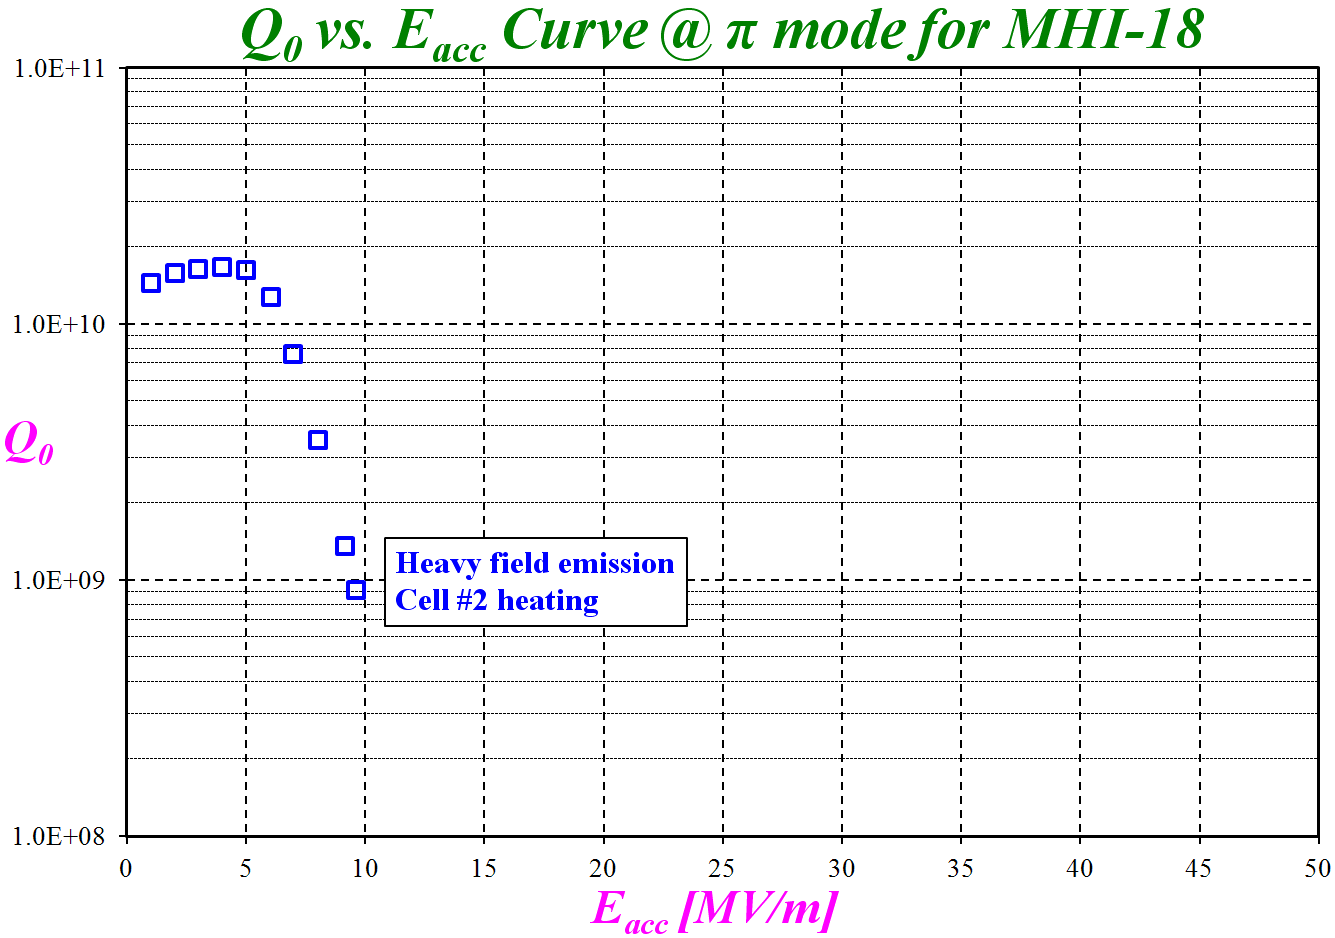 Q0 vs. Eacc Curve @ π mode for MHI-18
1.0E+11
1.0E+10
Q0
1.0E+09
1.0E+08
Heavy field emission
Cell #2 heating
0 5 10 15 20 25 30 35 40 45 50
Eacc [MV/m]